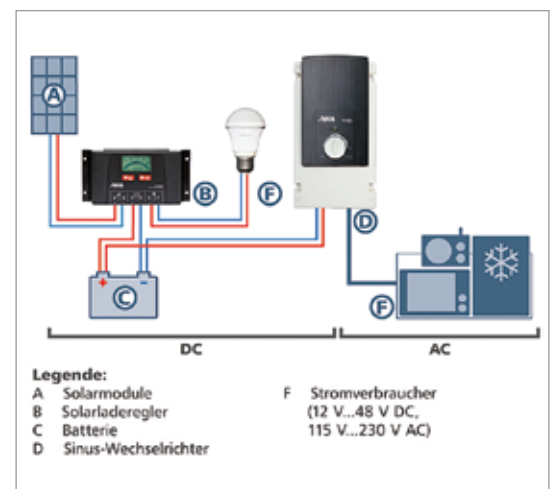 A
B
F
D
C
+ -
F
DC
AC
Legende:
A Solarmodule
B Solarladeregler
C Batterie
D Sinus-Wechselrichter
F Stromverbraucher
(12 V...48 V DC,
115 V...230 V AC)